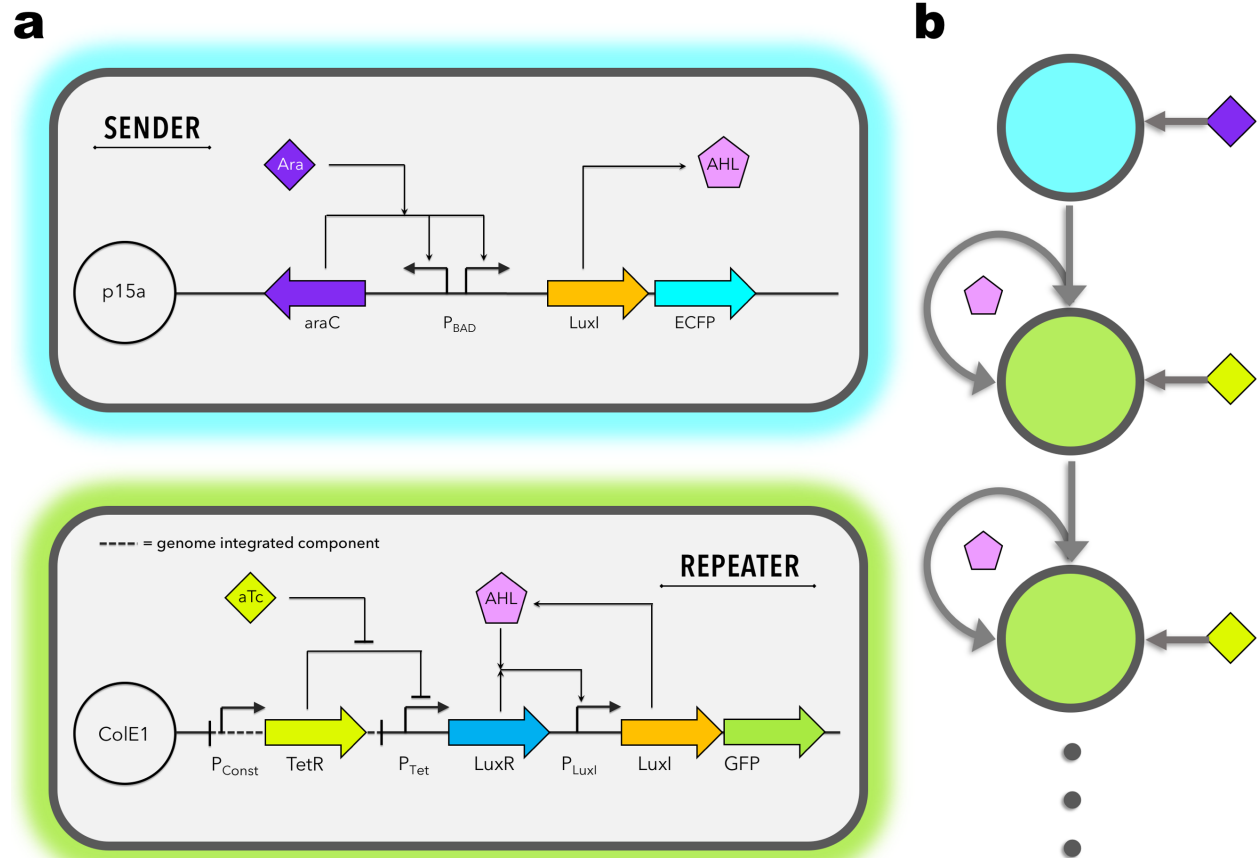 a
b
SENDER
Ara
AHL
p15a
araC
PBAD
LuxI
ECFP
= genome integrated component
REPEATER
aTc
AHL
ColE1
PConst
TetR
PTet
LuxR
PLuxI
LuxI
GFP